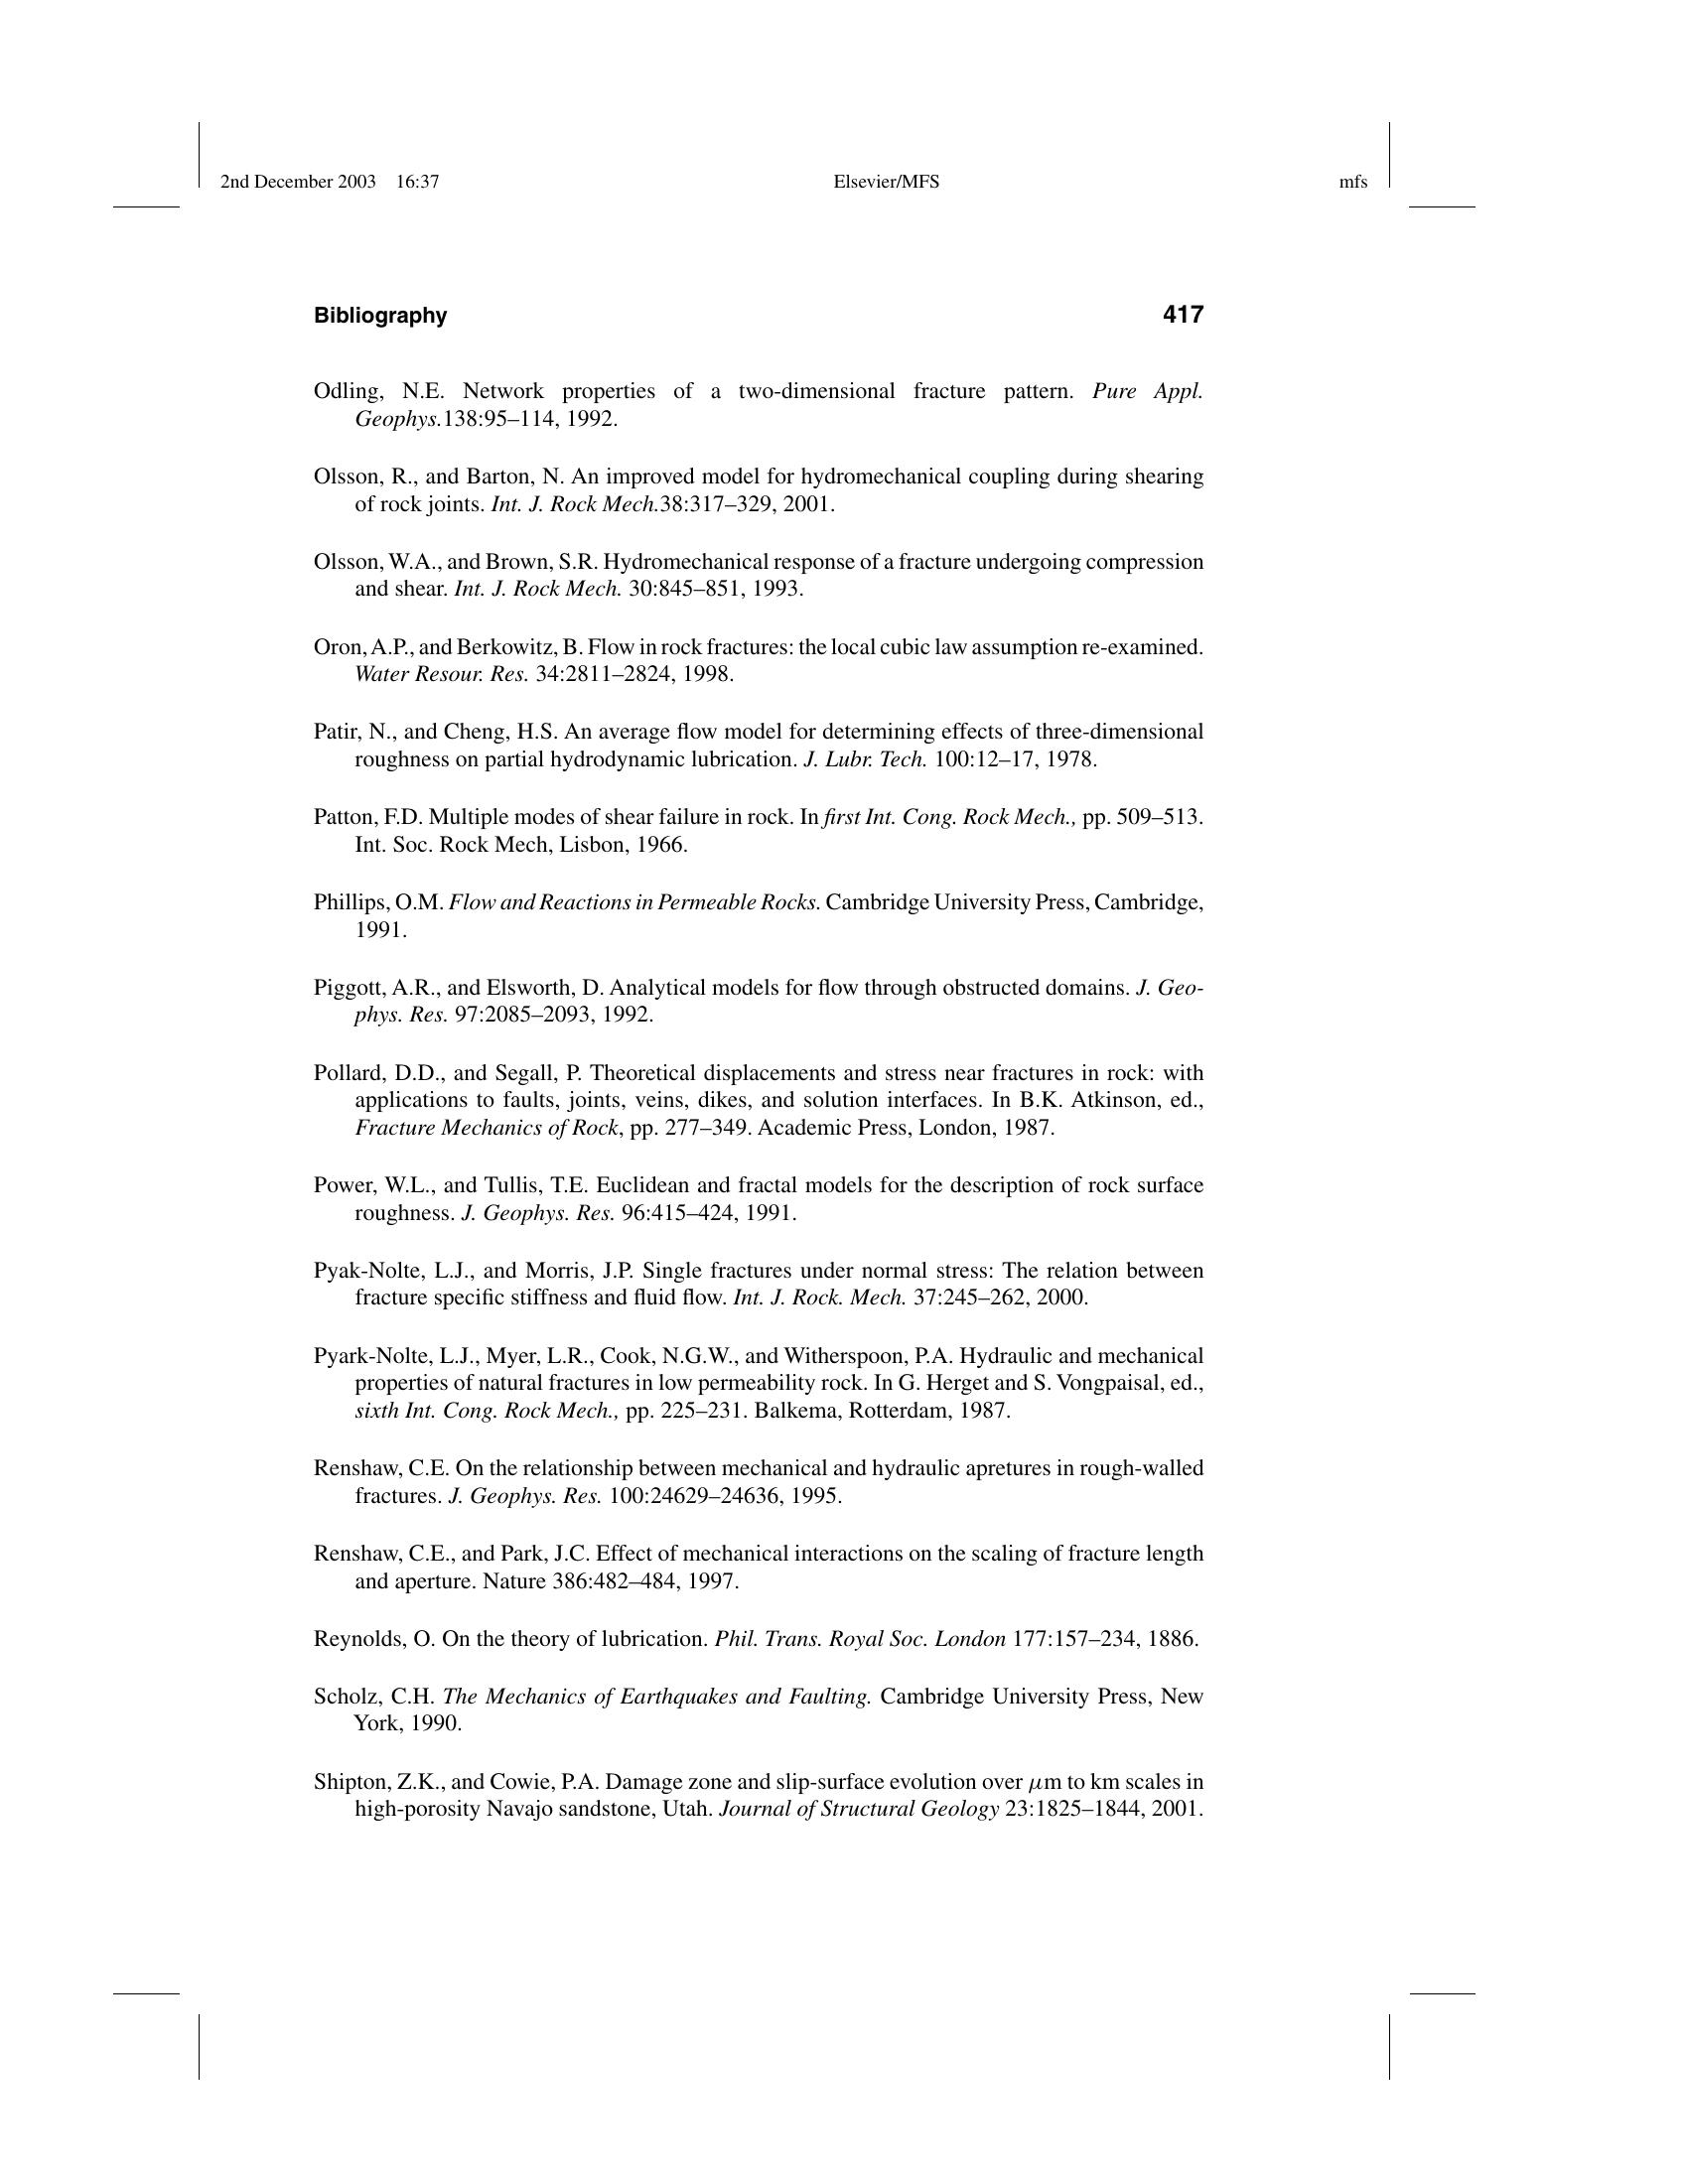 2nd December 2003 16:37 Elsevier/MFS mfs
Bibliography 417
Odling, N.E. Network properties of a two-dimensional fracture pattern. Pure Appl.
Geophys.138:95–114, 1992.
Olsson, R., and Barton, N. An improved model for hydromechanical coupling during shearing
of rock joints. Int. J. Rock Mech.38:317–329, 2001.
Olsson, W.A., and Brown, S.R. Hydromechanical response of a fracture undergoing compression
and shear. Int. J. Rock Mech. 30:845–851, 1993.
Oron, A.P., and Berkowitz, B. Flow in rock fractures: the local cubic law assumption re-examined.
Water Resour. Res. 34:2811–2824, 1998.
Patir, N., and Cheng, H.S. An average flow model for determining effects of three-dimensional
roughness on partial hydrodynamic lubrication. J. Lubr. Tech. 100:12–17, 1978.
Patton, F.D. Multiple modes of shear failure in rock. In first Int. Cong. Rock Mech., pp. 509–513.
Int. Soc. Rock Mech, Lisbon, 1966.
Phillips, O.M. Flow and Reactions in Permeable Rocks. Cambridge University Press, Cambridge,
1991.
Piggott, A.R., and Elsworth, D. Analytical models for flow through obstructed domains. J. Geo-
phys. Res. 97:2085–2093, 1992.
Pollard, D.D., and Segall, P. Theoretical displacements and stress near fractures in rock: with
applications to faults, joints, veins, dikes, and solution interfaces. In B.K. Atkinson, ed.,
Fracture Mechanics of Rock, pp. 277–349. Academic Press, London, 1987.
Power, W.L., and Tullis, T.E. Euclidean and fractal models for the description of rock surface
roughness. J. Geophys. Res. 96:415–424, 1991.
Pyak-Nolte, L.J., and Morris, J.P. Single fractures under normal stress: The relation between
fracture specific stiffness and fluid flow. Int. J. Rock. Mech. 37:245–262, 2000.
Pyark-Nolte, L.J., Myer, L.R., Cook, N.G.W., and Witherspoon, P.A. Hydraulic and mechanical
properties of natural fractures in low permeability rock. In G. Herget and S. Vongpaisal, ed.,
sixth Int. Cong. Rock Mech., pp. 225–231. Balkema, Rotterdam, 1987.
Renshaw, C.E. On the relationship between mechanical and hydraulic apretures in rough-walled
fractures. J. Geophys. Res. 100:24629–24636, 1995.
Renshaw, C.E., and Park, J.C. Effect of mechanical interactions on the scaling of fracture length
and aperture. Nature 386:482–484, 1997.
Reynolds, O. On the theory of lubrication. Phil. Trans. Royal Soc. London 177:157–234, 1886.
Scholz, C.H. The Mechanics of Earthquakes and Faulting. Cambridge University Press, New
York, 1990.
Shipton, Z.K., and Cowie, P.A. Damage zone and slip-surface evolution over μm to km scales in
high-porosity Navajo sandstone, Utah. Journal of Structural Geology 23:1825–1844, 2001.